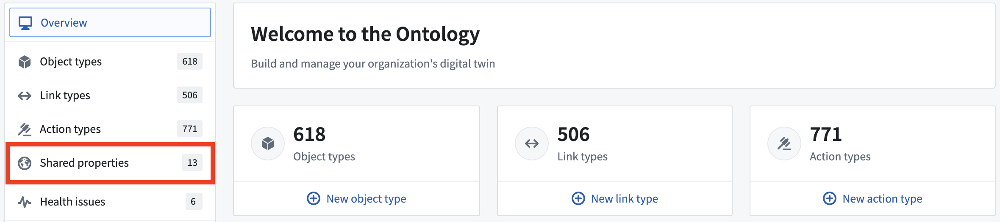 Overview
Object types 618
Link types 506
Action types 771
Shared properties 13
Health issues 6
Welcome to the Ontology
Build and manage your organization's digital twin
618
Object types
New object type
506
Link types
New link type
771
Action types
New action type